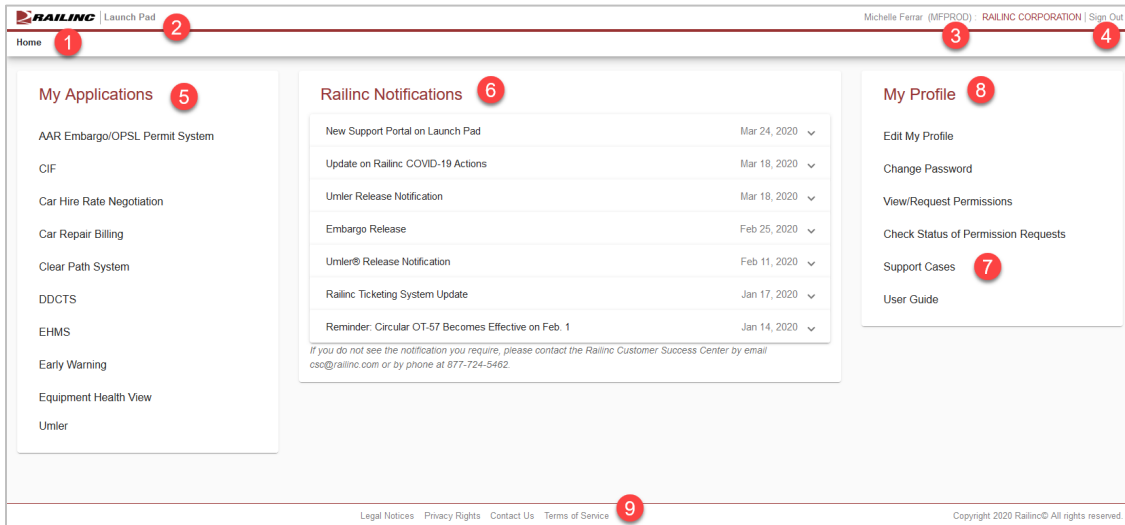 RAILINC | Launch Pad
2
Michelle Ferrar (MFPROD) : RAILINC CORPORATION | Sign Out
3
4
Home
1
My Applications
5
AAR Embargo/OPSL Permit System
CIF
Car Hire Rate Negotiation
Car Repair Billing
Clear Path System
DDCTS
EHMS
Early Warning
Equipment Health View
Umler
Railinc Notifications
6
New Support Portal on Launch Pad Mar 24, 2020
Update on Railinc COVID-19 Actions Mar 18, 2020
Umler Release Notification Mar 18, 2020
Embargo Release Feb 25, 2020
Umler® Release Notification Feb 11, 2020
Railinc Ticketing System Update Jan 17, 2020
Reminder: Circular OT-57 Becomes Effective on Feb. 1 Jan 14, 2020
If you do not see the notification you require, please contact the Railinc Customer Success Center by email
csc@railinc.com or by phone at 877-724-5462.
My Profile
8
Edit My Profile
Change Password
View/Request Permissions
Check Status of Permission Requests
Support Cases
7
User Guide
Legal Notices Privacy Rights Contact Us Terms of Service
9
Copyright 2020 Railinc© All rights reserved.